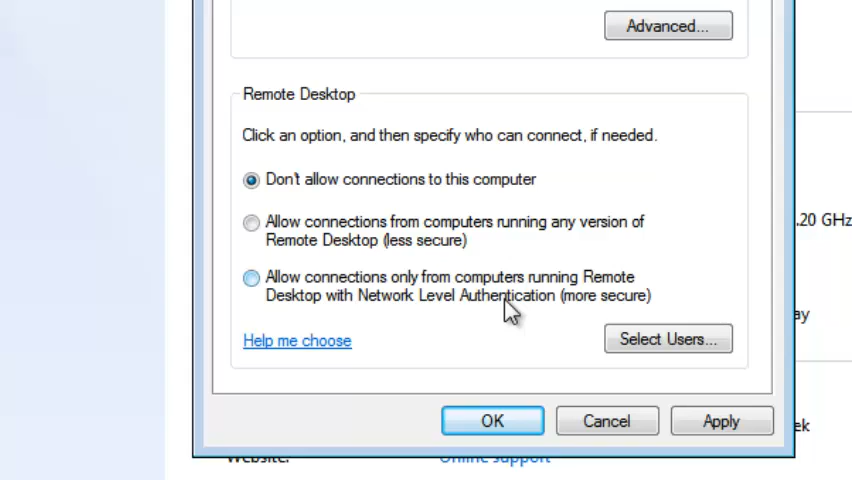 Advanced...
Remote Desktop
Click an option, and then specify who can connect, if needed.
Don't allow connections to this computer
Allow connections from computers running any version of
Remote Desktop (less secure)
.20 GHz
Allow connections only from computers running Remote
Desktop with Network Level Authentication (more secure)
ay
Help me choose
Select Users...
OK
Cancel
Apply
ek
Website:
Online support